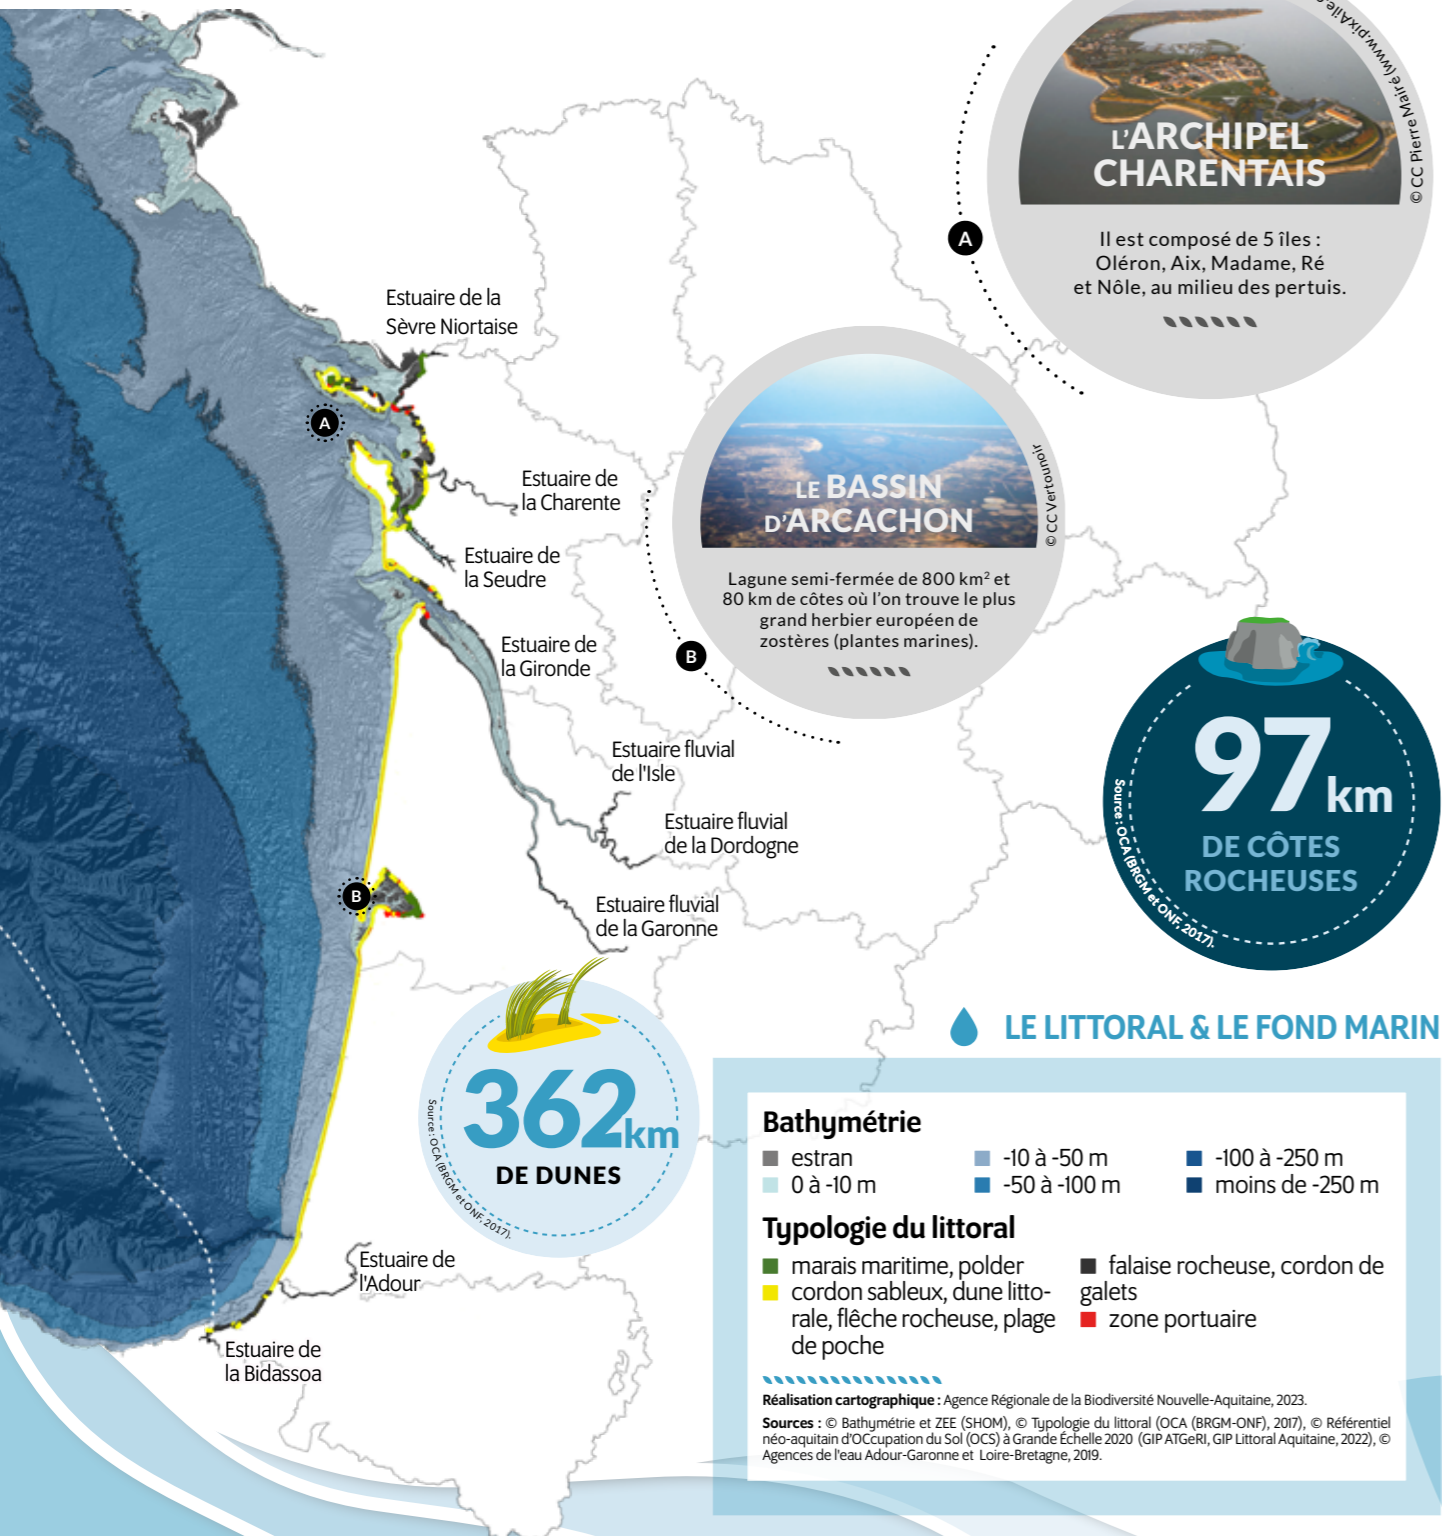 L'ARCHIPEL
CHARENTAIS
© CC Pierre Mairé (www.pixAile.
Il est composé de 5 îles :
Oléron, Aix, Madame, Ré
et Nôle, au milieu des pertuis.
A
Estuaire de la
Sèvre Niortaise
A
Estuaire de
la Charente
Estuaire de
la Seudre
LE BASSIN
D'ARCACHON
© CC Vertounoir
Lagune semi-fermée de 800 km² et
80 km de côtes où l'on trouve le plus
grand herbier européen de
zostères (plantes marines).
B
Estuaire de
la Gironde
Estuaire fluvial
de l'Isle
Estuaire fluvial
de la Dordogne
B
Estuaire fluvial
de la Garonne
97 km
DE CÔTES
ROCHEUSES
Source : OCA (BRGM et ONF, 2017).
362km
DE DUNES
Source : OCA (BRGM et ONF, 2017).
Estuaire de
l'Adour
Estuaire de
la Bidassoa
LE LITTORAL & LE FOND MARIN
Bathymétrie
estran
0 à -10 m
-10 à -50 m
-50 à -100 m
-100 à -250 m
moins de -250 m
Typologie du littoral
marais maritime, polder
cordon sableux, dune litto-
rale, flêche rocheuse, plage
de poche
falaise rocheuse, cordon de
galets
zone portuaire
Réalisation cartographique : Agence Régionale de la Biodiversité Nouvelle-Aquitaine, 2023.
Sources : © Bathymétrie et ZEE (SHOM), © Typologie du littoral (OCA (BRGM-ONF), 2017), © Référentiel
néo-aquitain d'OCcupation du Sol (OCS) à Grande Échelle 2020 (GIP ATGeRI, GIP Littoral Aquitaine, 2022), ©
Agences de l'eau Adour-Garonne et Loire-Bretagne, 2019.